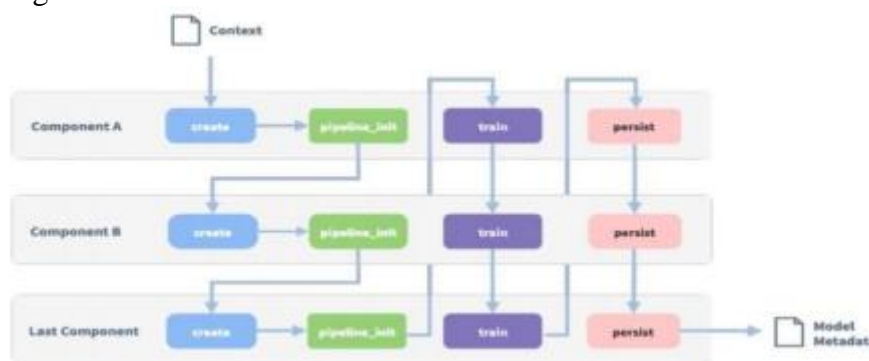 Context
Component A
create
pipeline_init
train
persist
Component B
create
pipeline_init
train
persist
Last Component
create
pipeline_init
train
persist
Model
Metadat